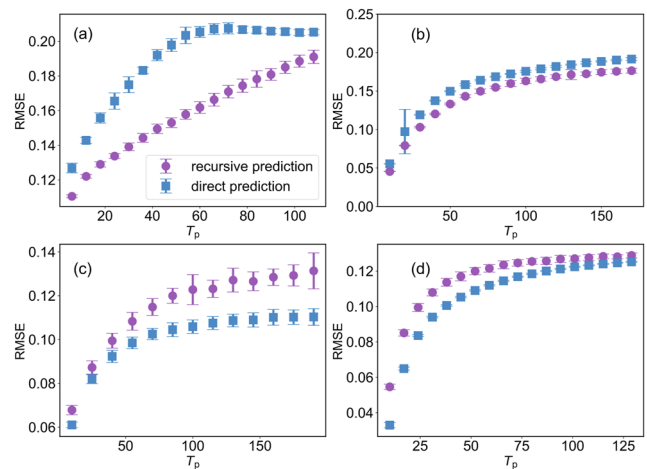 (a)
RMSE
0.20
0.18
0.16
0.14
0.12
recursive prediction
direct prediction
20 40 60 80 100
Tp
(b)
RMSE
0.25
0.20
0.15
0.10
0.05
0.00
50 100 150
Tp
(c)
RMSE
0.14
0.12
0.10
0.08
0.06
50 100 150
Tp
(d)
RMSE
0.12
0.10
0.08
0.06
0.04
25 50 75 100 125
Tp